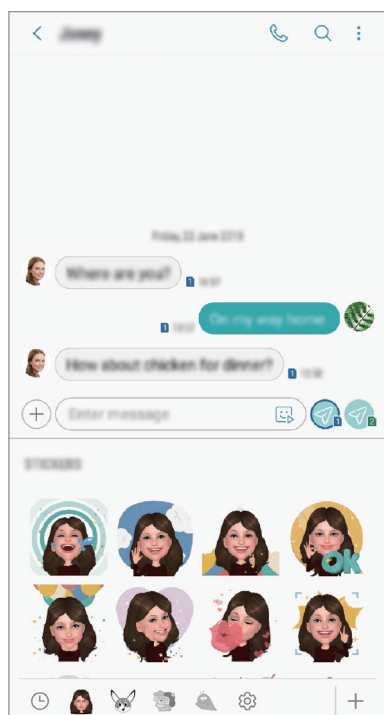 Friday, 22 June 2018
Where are you?
1
On my way home
1
How about chicken for dinner?
1
Enter message
1
2
STICKERS
OK